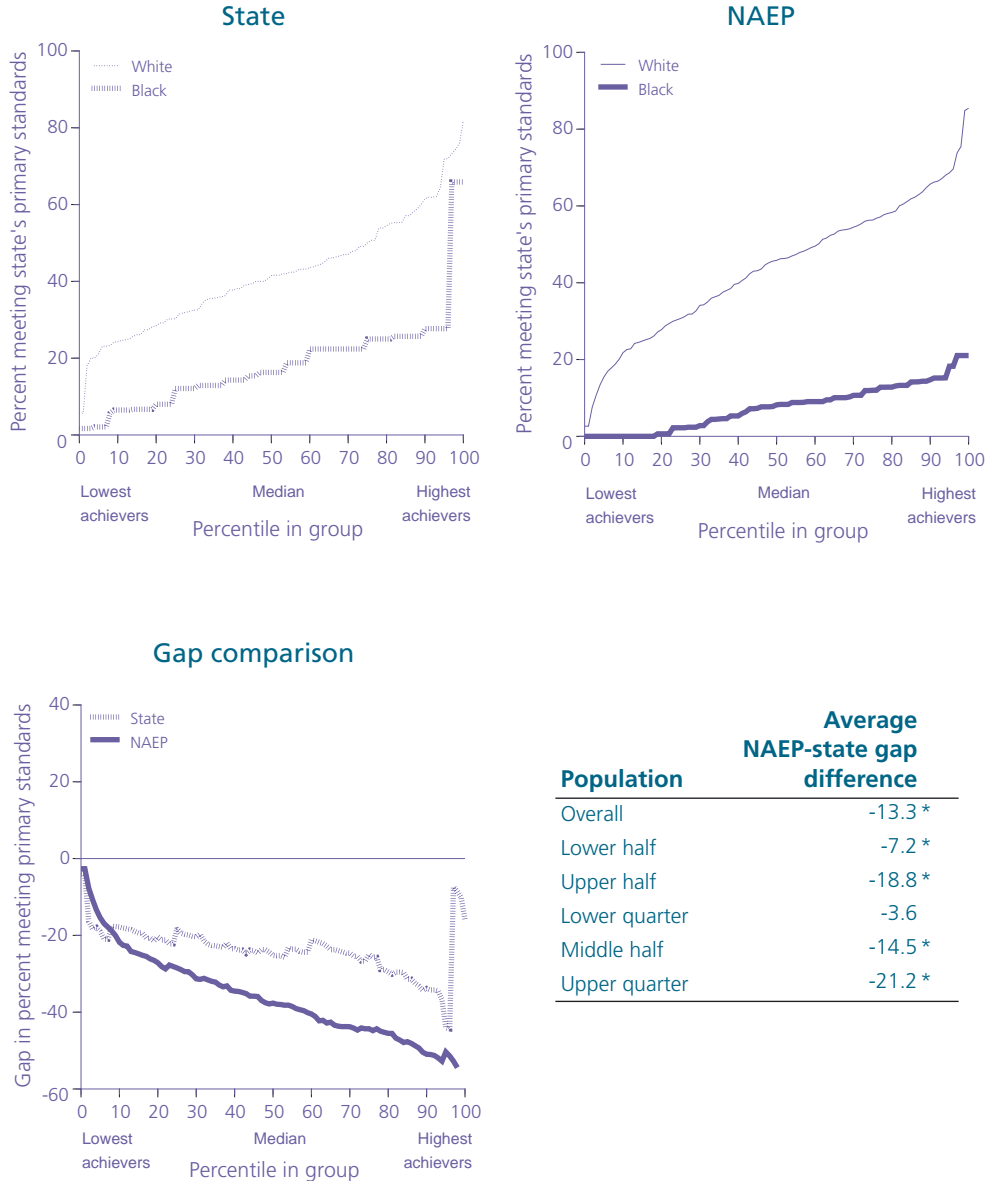 State
Percent meeting state's primary standards
100
80
60
40
20
0
White
Black
0 10 20 30 40 50 60 70 80 90 100
Lowest achievers
Median
Highest achievers
Percentile in group
NAEP
Percent meeting state's primary standards
100
80
60
40
20
0
White
Black
0 10 20 30 40 50 60 70 80 90 100
Lowest achievers
Median
Highest achievers
Percentile in group
Gap comparison
Gap in percent meeting primary standards
40
20
0
-20
-40
-60
State
NAEP
0 10 20 30 40 50 60 70 80 90 100
Lowest achievers
Median
Highest achievers
Percentile in group
Average
NAEP-state gap
Population difference
Overall -13.3 *
Lower half -7.2 *
Upper half -18.8 *
Lower quarter -3.6
Middle half -14.5 *
Upper quarter -21.2 *